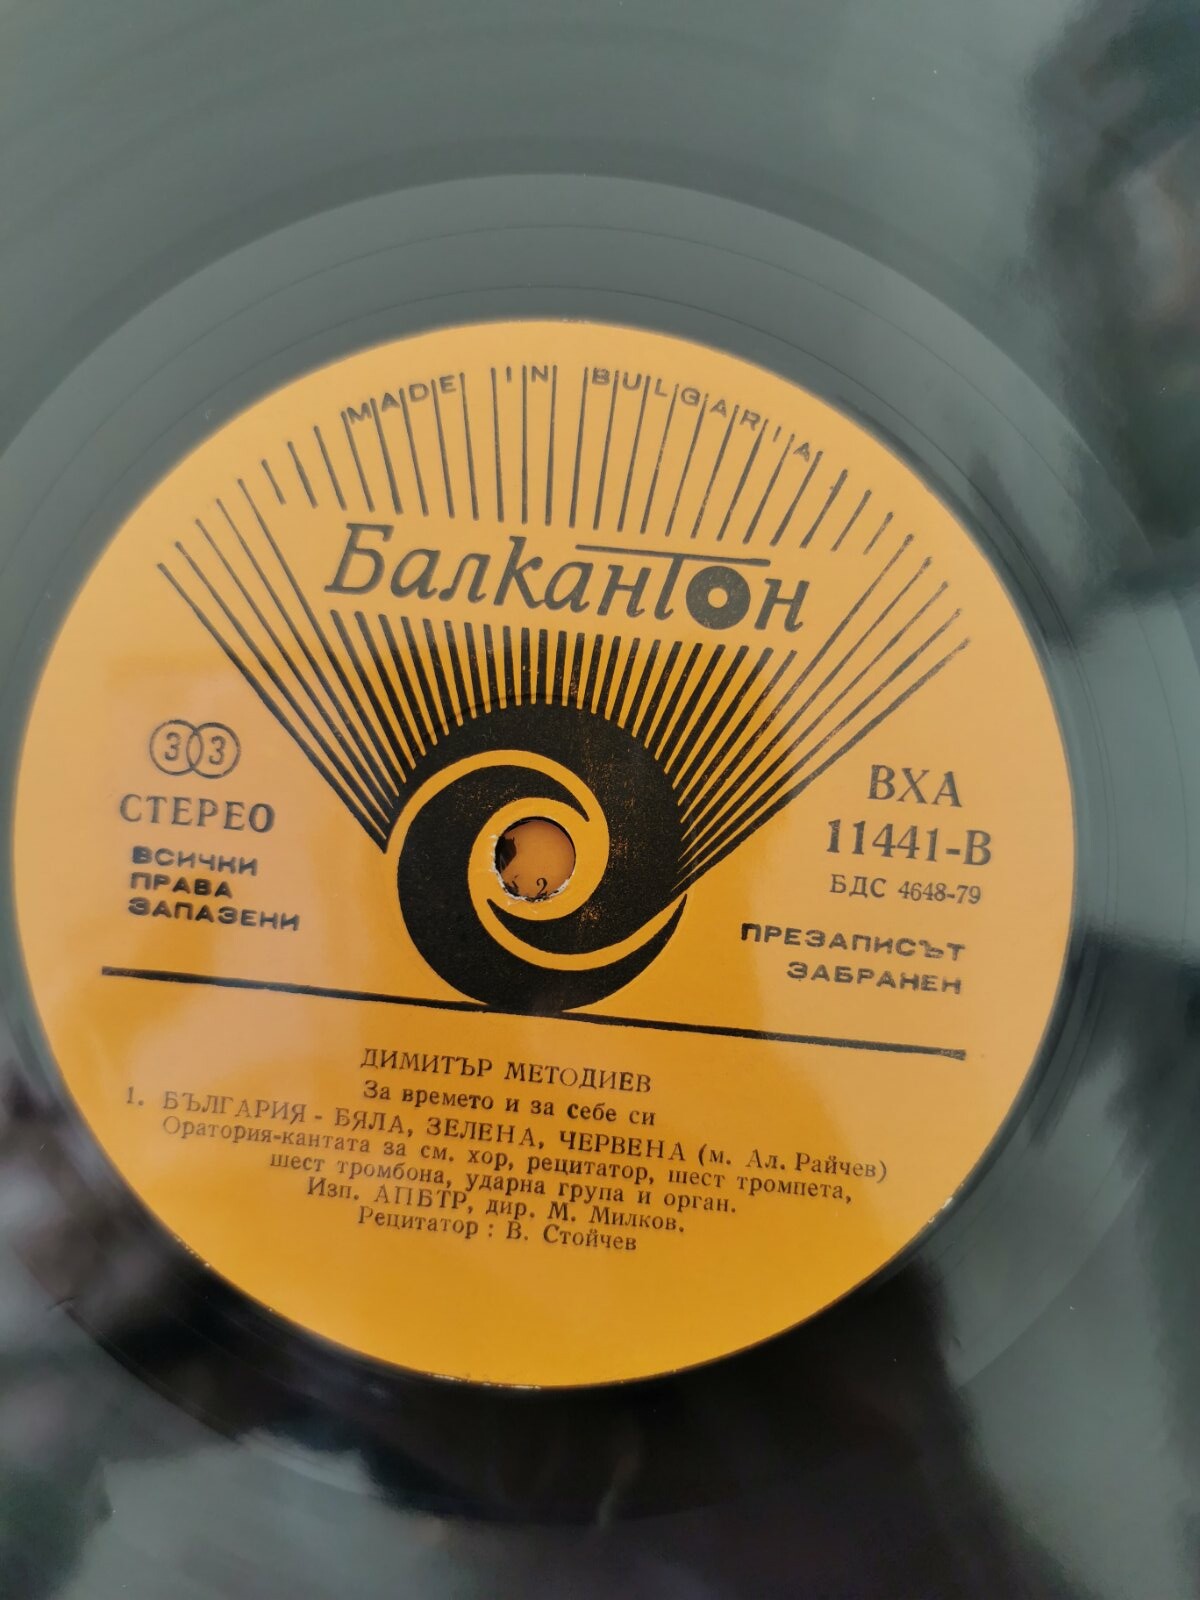 MADE IN BULGARIA
Балкантон
33
СТЕРЕО
ВСИЧКИ
ПРАВА
ЗАПАЗЕНИ
ВХА
11441-В
БДС 4648-79
ПРЕЗАПИСЪТ
ЗАБРАНЕН
2
ДИМИТЪР МЕТОДИЕВ
За времето и за себе си
1. БЪЛГАРИЯ - БЯЛА, ЗЕЛЕНА, ЧЕРВЕНА (м. Ал. Райчев)
Оратория-кантата за см. хор, рецитатор, шест тромпета,
шест тромбона, ударна група и орган.
Изп. АПБТР, дир. М. Милков.
Рецитатор : В. Стойчев